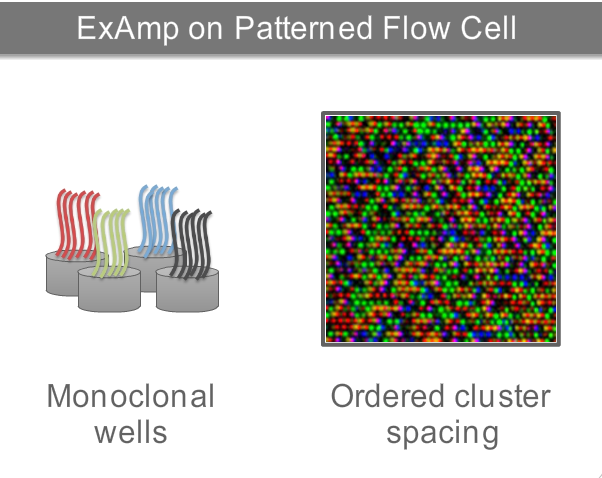 ExAmp on Patterned Flow Cell
Monoclonal
wells
Ordered cluster
spacing